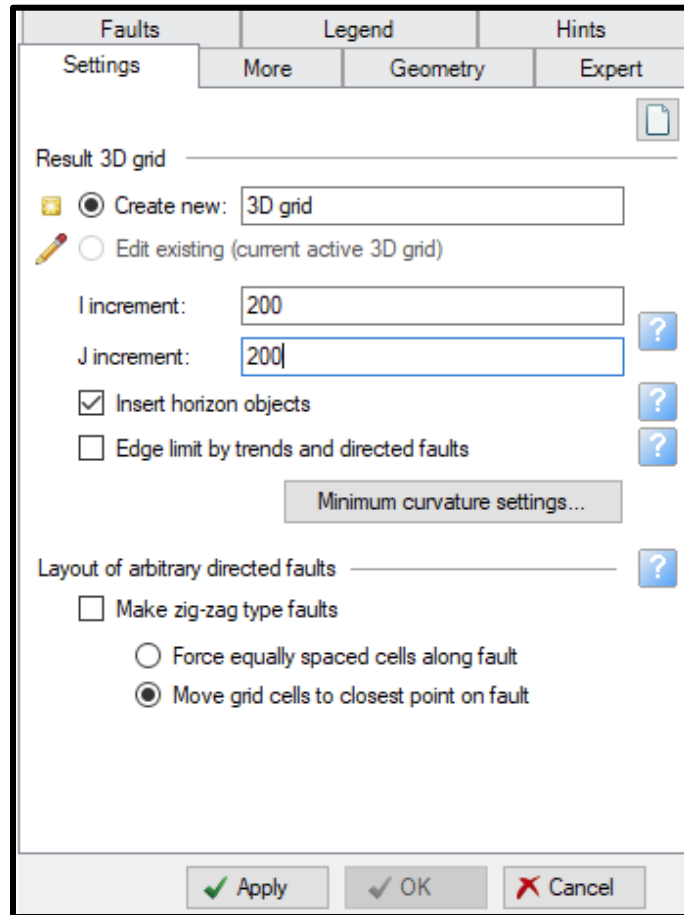 Faults Legend Hints
Settings More Geometry Expert
Result 3D grid
Create new: 3D grid
Edit existing (current active 3D grid)
I increment: 200
?
J increment: 200
Insert horizon objects ?
Edge limit by trends and directed faults ?
Minimum curvature settings...
Layout of arbitrary directed faults ?
Make zig-zag type faults
Force equally spaced cells along fault
Move grid cells to closest point on fault
Apply OK Cancel